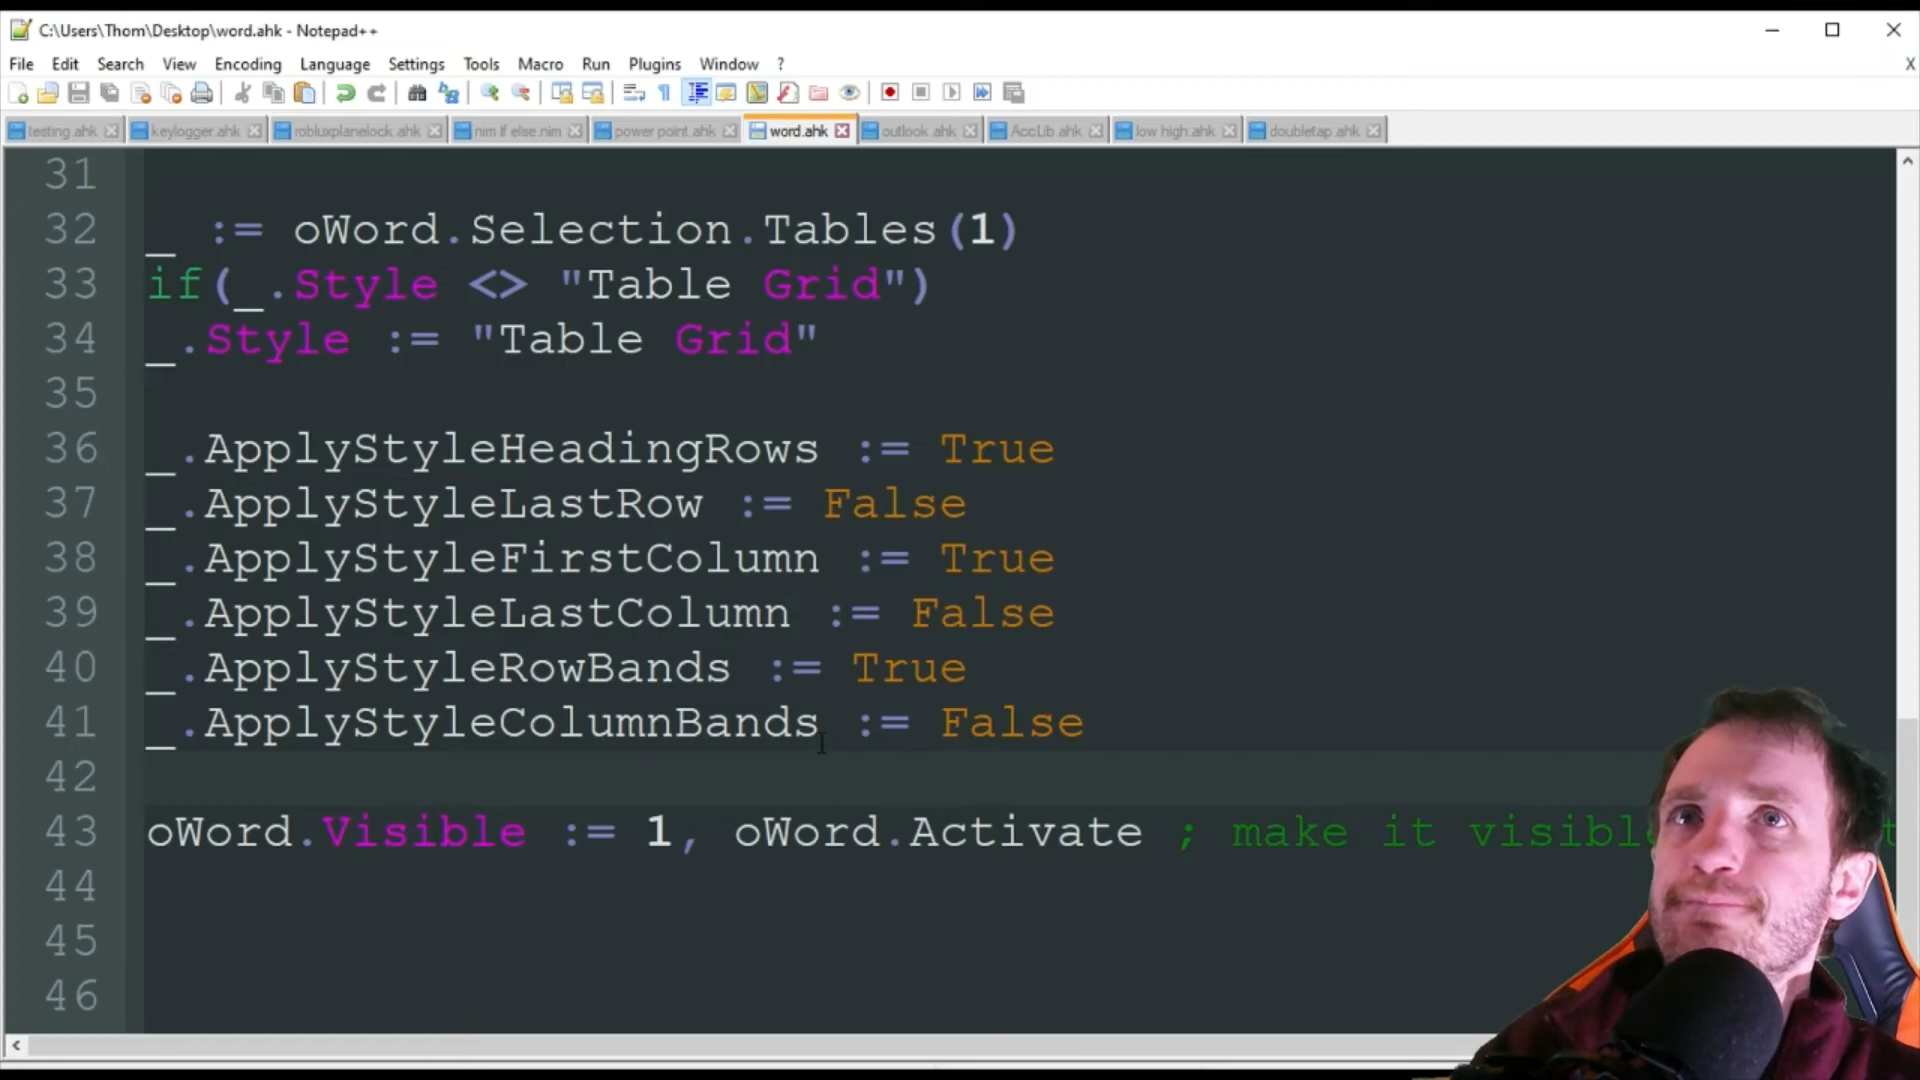 C:\Users\Thom\Desktop\word.ahk - Notepad++
File Edit Search View Encoding Language Settings Tools Macro Run Plugins Window ? X
testing.ahk keylogger.ahk robluxplanelock.ahk nim if else.nim power point.ahk word.ahk outlook.ahk AccLib.ahk low high.ahk doubletap.ahk
31
32 _ := oWord.Selection.Tables(1)
33 if(_.Style <> "Table Grid")
34 _.Style := "Table Grid"
35
36 _.ApplyStyleHeadingRows := True
37 _.ApplyStyleLastRow := False
38 _.ApplyStyleFirstColumn := True
39 _.ApplyStyleLastColumn := False
40 _.ApplyStyleRowBands := True
41 _.ApplyStyleColumnBands := False
42
43 oWord.Visible := 1, oWord.Activate ; make it visible
44
45
46